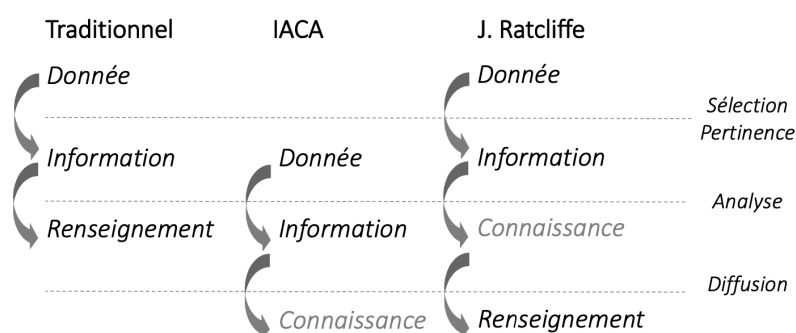 Traditionnel IACA J. Ratcliffe
Donnée Donnée
Sélection
Pertinence
Information Donnée Information
Analyse
Renseignement Information Connaissance
Diffusion
Connaissance Renseignement